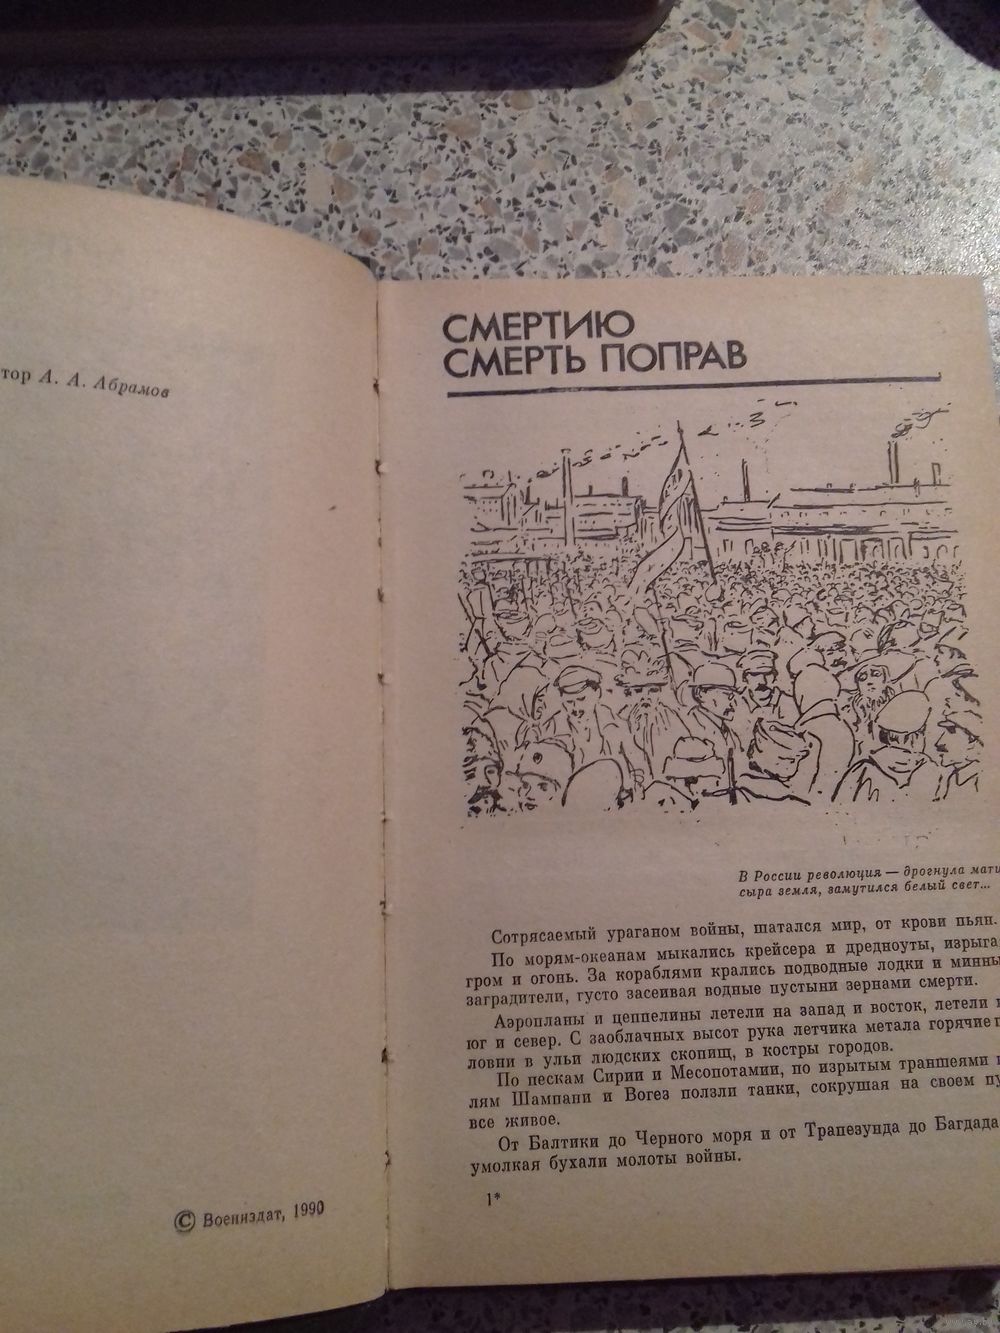 тор А. А. Абрамов
© Воениздат, 1990
СМЕРТИЮ
СМЕРТЬ ПОПРАВ
В России революция — дрогнула мати
сыра земля, замутился белый свет...
Сотрясаемый ураганом войны, шатался мир, от крови пьян.
По морям-океанам мыкались крейсера и дредноуты, изрыга
гром и огонь. За кораблями крались подводные лодки и минны
заградители, густо засеивая водные пустыни зернами смерти.
Аэропланы и цеппелины летели на запад и восток, летели
юг и север. С заоблачных высот рука летчика метала горячие
ловни в ульи людских скопищ, в костры городов.
По пескам Сирии и Месопотамии, по изрытым траншеями
лям Шампани и Вогез ползли танки, сокрушая на своем пу
все живое.
От Балтики до Черного моря и от Трапезунда до Багдада
умолкая бухали молоты войны.
1*